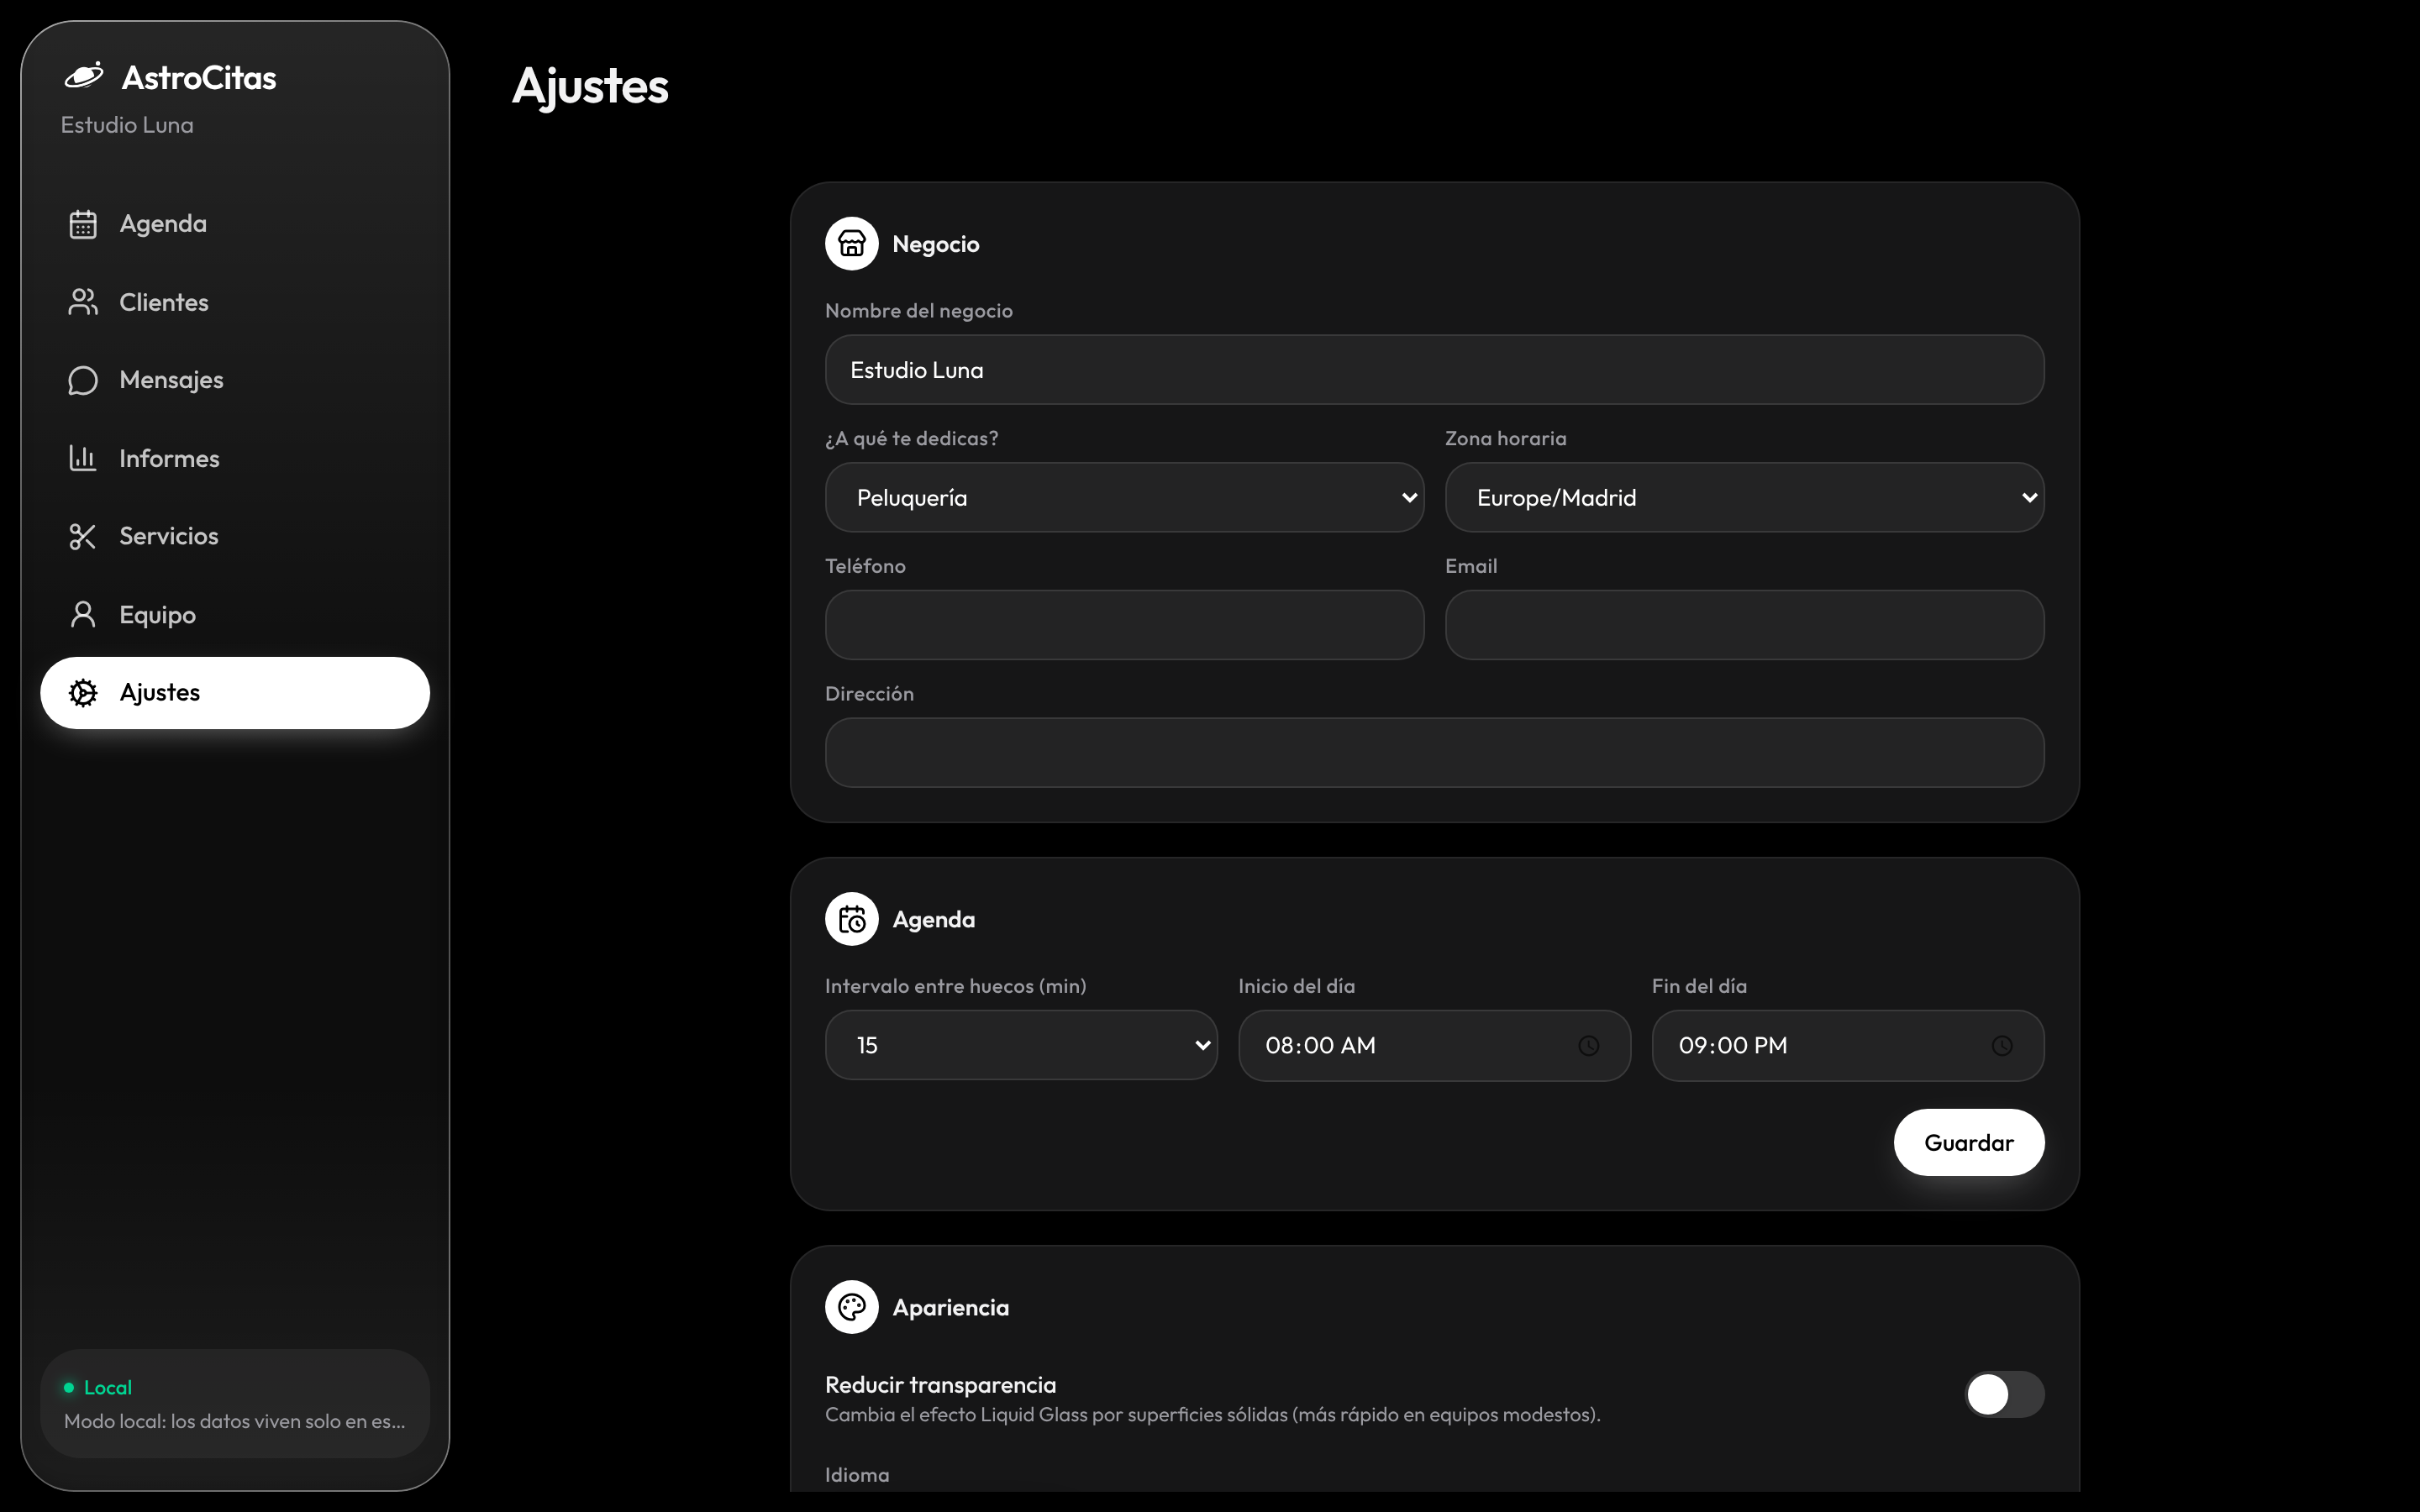 AstroCitas
Estudio Luna
Agenda
Clientes
Mensajes
Informes
Servicios
Equipo
Ajustes
Local
Modo local: los datos viven solo en es...
Ajustes
Negocio
Nombre del negocio
Estudio Luna
¿A qué te dedicas? Zona horaria
Peluquería Europe/Madrid
Teléfono Email
Dirección
Agenda
Intervalo entre huecos (min) Inicio del día Fin del día
15 08:00 AM 09:00 PM
Guardar
Apariencia
Reducir transparencia
Cambia el efecto Liquid Glass por superficies sólidas (más rápido en equipos modestos).
Idioma